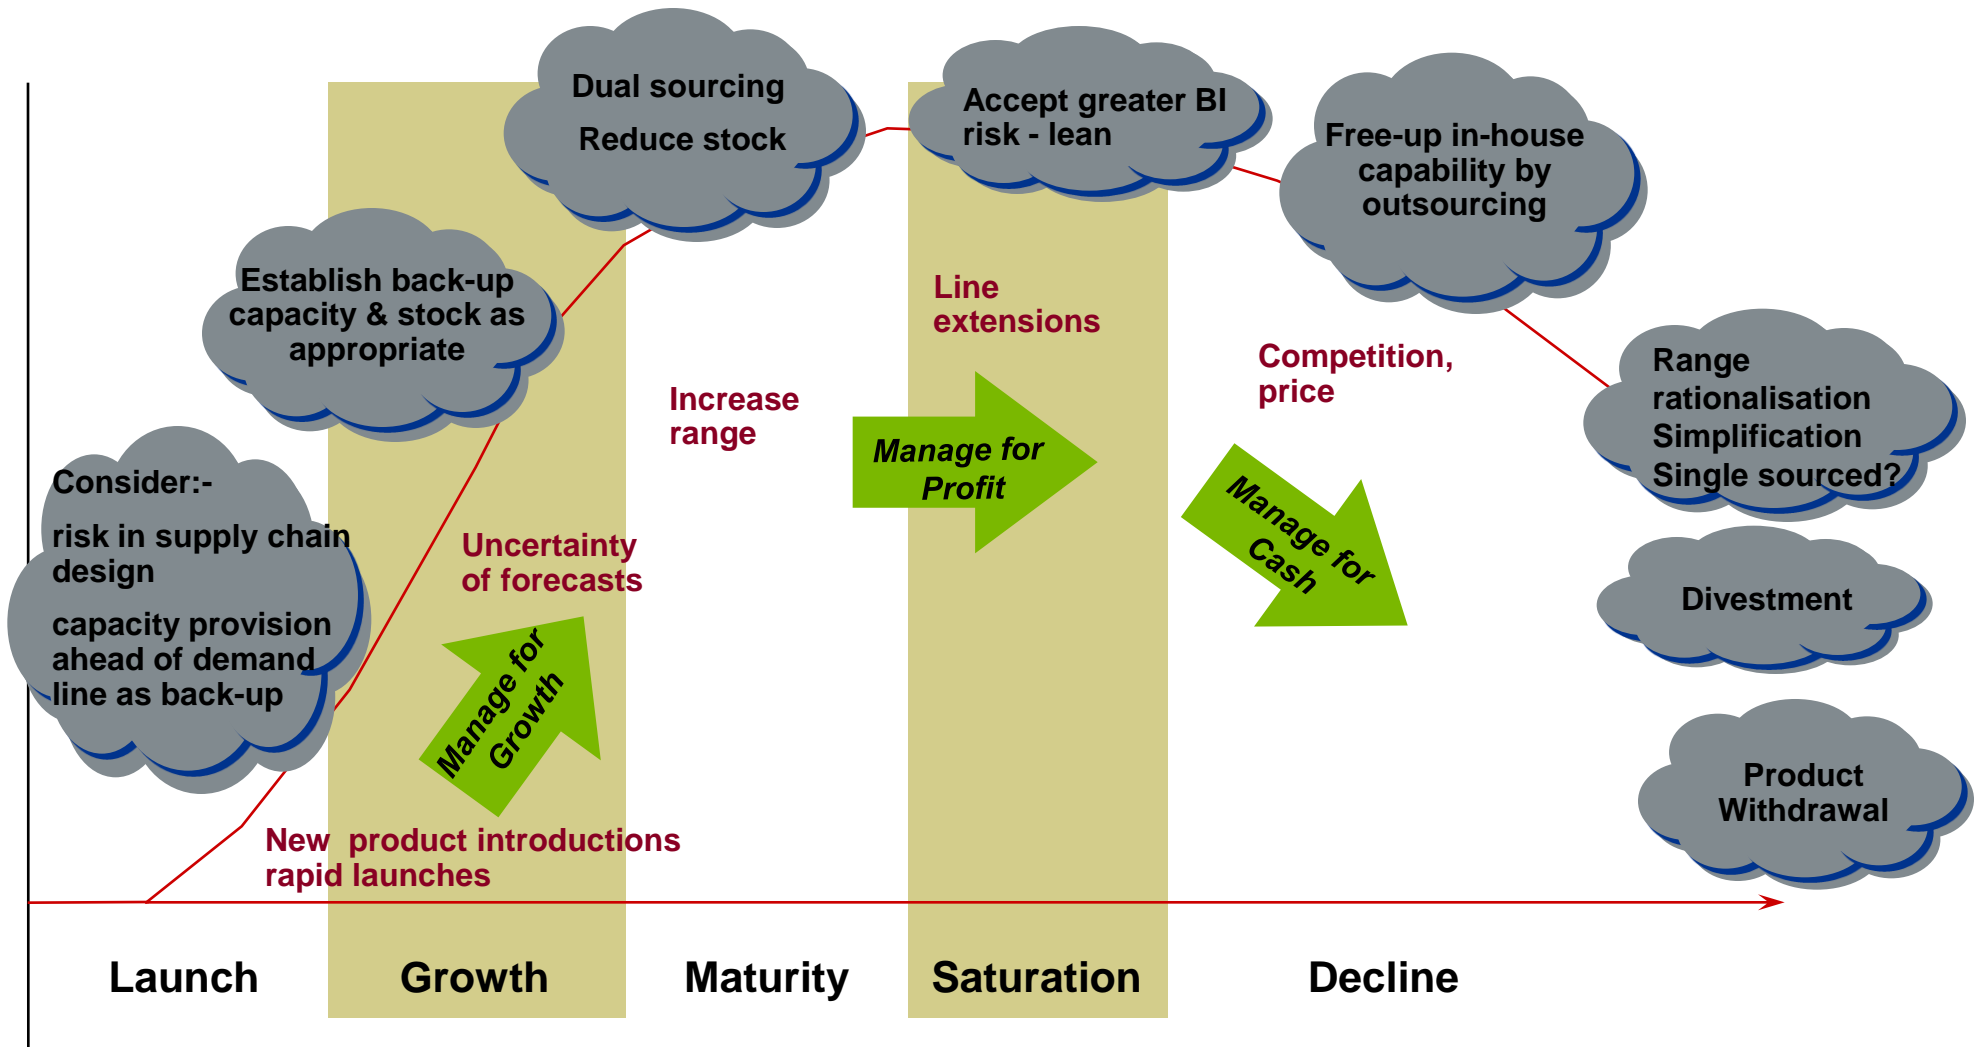 Dual sourcing
Reduce stock
Accept greater BI
risk - lean
Free-up in-house
capability by
outsourcing
Establish back-up
capacity & stock as
appropriate
Line
extensions
Competition,
price
Range
rationalisation
Simplification
Single sourced?
Increase
range
Manage for
Profit
Consider:-
risk in supply chain
design
capacity provision
ahead of demand
line as back-up
Manage for
Cash
Uncertainty
of forecasts
Divestment
Manage for
Growth
Product
Withdrawal
New  product introductions
rapid launches
Launch
Growth
Maturity
Saturation
Decline